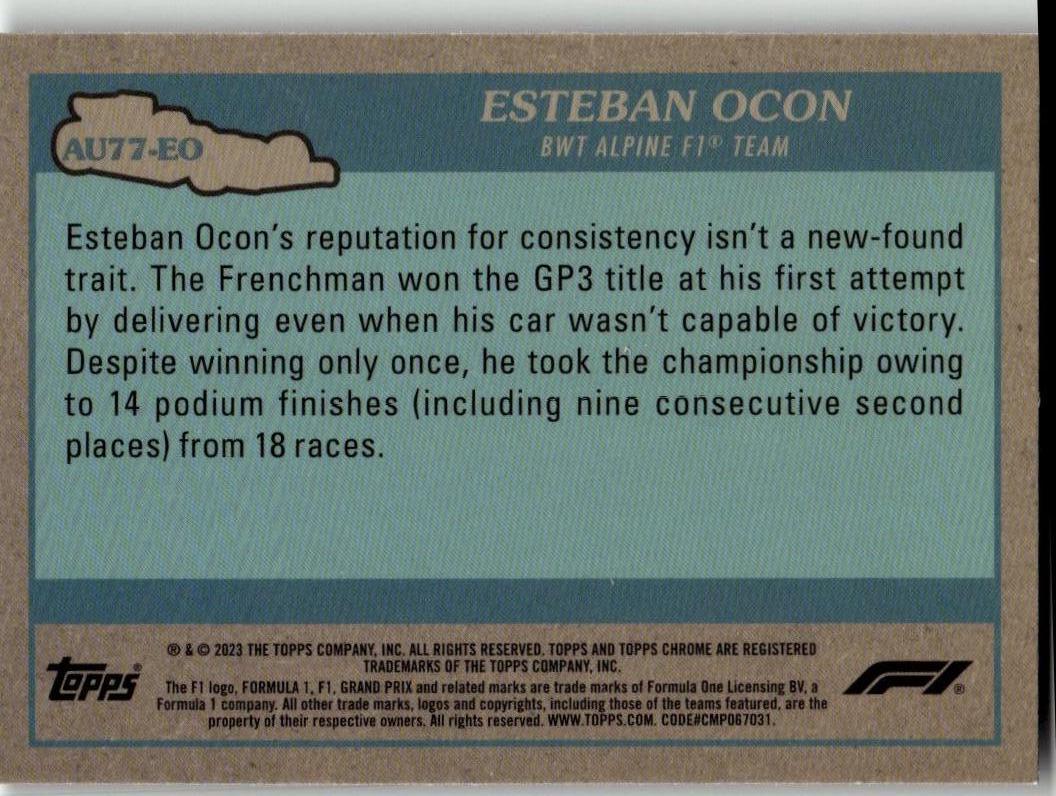 AU77-EO
ESTEBAN OCON
BWT ALPINE F1® TEAM
Esteban Ocon's reputation for consistency isn't a new-found
trait. The Frenchman won the GP3 title at his first attempt
by delivering even when his car wasn't capable of victory.
Despite winning only once, he took the championship owing
to 14 podium finishes (including nine consecutive second
places) from 18 races.
® & © 2023 THE TOPPS COMPANY, INC. ALL RIGHTS RESERVED. TOPPS AND TOPPS CHROME ARE REGISTERED
TRADEMARKS OF THE TOPPS COMPANY, INC.
The F1 logo, FORMULA 1, F1, GRAND PRIX and related marks are trade marks of Formula One Licensing BV, a
Formula 1 company. All other trade marks, logos and copyrights, including those of the teams featured, are the
property of their respective owners. All rights reserved. WWW.TOPPS.COM. CODE#CMP067031.
Topps®
F1®